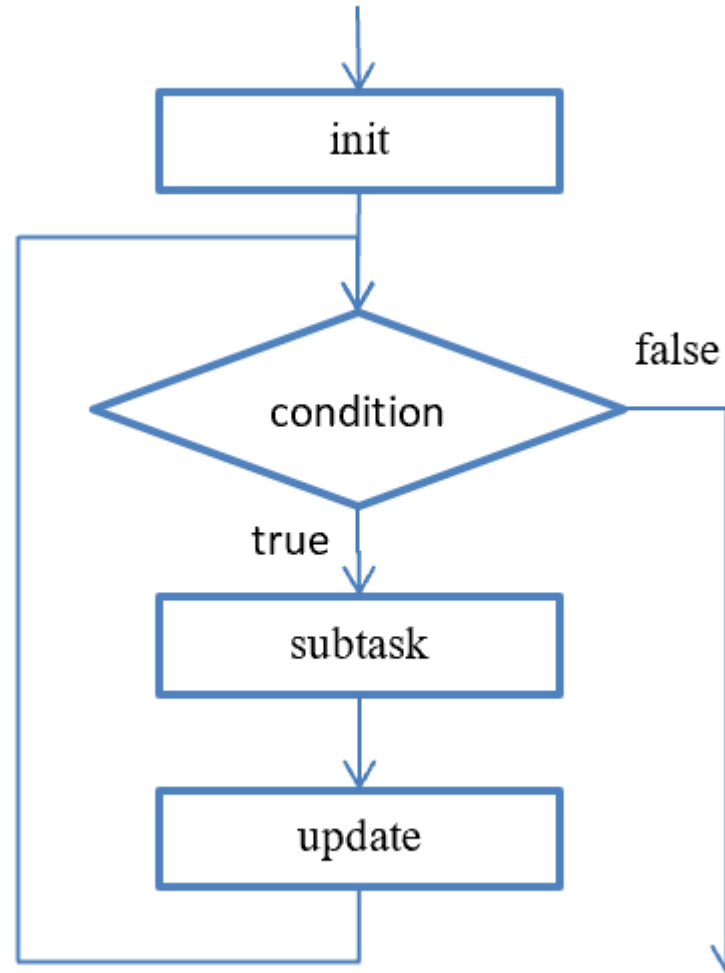 init
false
condition
true
subtask
update